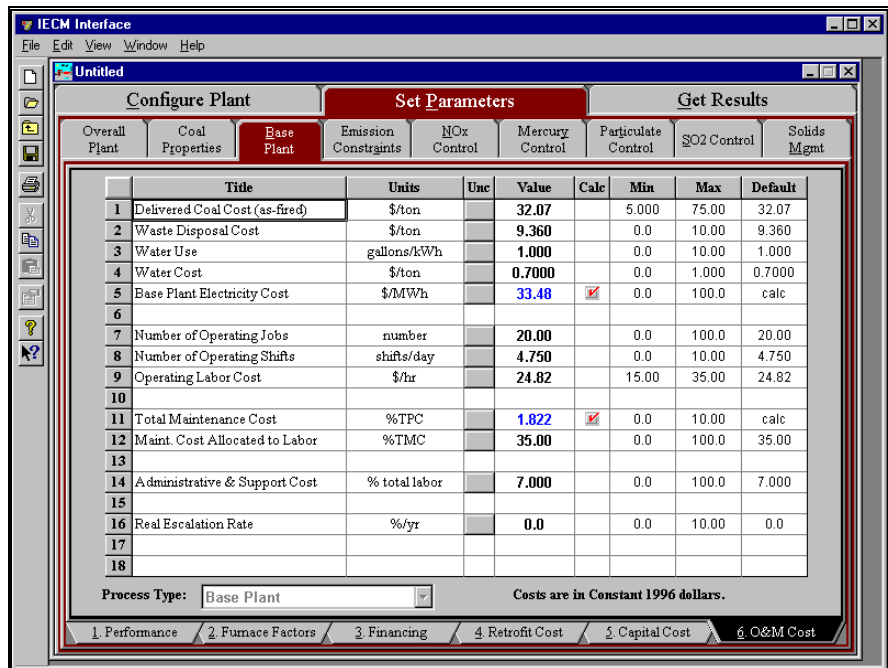 IECM Interface
File Edit View Window Help
Untitled
Configure Plant Set Parameters Get Results
Overall Plant Coal Properties Base Plant Emission Constraints NOx Control Mercury Control Particulate Control SO2 Control Solids Mgmt
Title Units Unc Value Calc Min Max Default
1 Delivered Coal Cost (as-fired) $/ton 32.07 5.000 75.00 32.07
2 Waste Disposal Cost $/ton 9.360 0.0 10.00 9.360
3 Water Use gallons/kWh 1.000 0.0 10.00 1.000
4 Water Cost $/ton 0.7000 0.0 1.000 0.7000
5 Base Plant Electricity Cost $/MWh 33.48 0.0 100.0 calc
6
7 Number of Operating Jobs number 20.00 0.0 100.0 20.00
8 Number of Operating Shifts shifts/day 4.750 0.0 10.00 4.750
9 Operating Labor Cost $/hr 24.82 15.00 35.00 24.82
10
11 Total Maintenance Cost %TPC 1.822 0.0 10.00 calc
12 Maint. Cost Allocated to Labor %TMC 35.00 0.0 100.0 35.00
13
14 Administrative & Support Cost % total labor 7.000 0.0 100.0 7.000
15
16 Real Escalation Rate %/yr 0.0 0.0 10.00 0.0
17
18
Process Type: Base Plant Costs are in Constant 1996 dollars.
1. Performance 2. Furnace Factors 3. Financing 4. Retrofit Cost 5. Capital Cost 6. O&M Cost